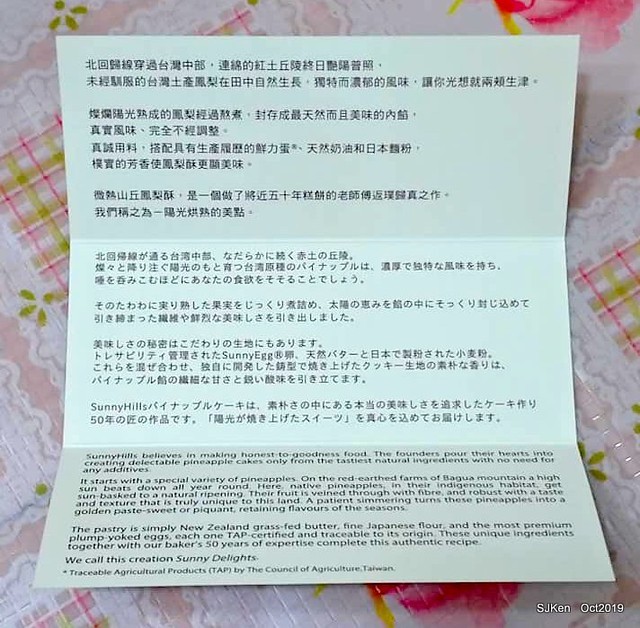 北回歸線穿過台灣中部，連綿的紅土丘陵終日艷陽普照，
未經馴服的台灣土產鳳梨在田中自然生長，獨特而濃郁的風味，讓你光想就兩頰生津。
燦爛陽光熟成的鳳梨經過熬煮，封存成最天然而且美味的內餡，
真實風味、完全不經調整。
真誠用料，搭配具有生產履歷的鮮力蛋®、天然奶油和日本麵粉，
樸實的芳香使鳳梨酥更顯美味。
微熱山丘鳳梨酥，是一個做了將近五十年糕餅的老師傅返璞歸真之作。
我們稱之為－陽光烘熟的美點。
北回帰線が通る台湾中部、なだらかに続く赤土の丘陵。
燦々と降り注ぐ陽光のもと育つ台湾原種のパイナップルは、濃厚で独特な風味を持ち、
唾を呑みこむほどにあなたの食欲をそそることでしょう。
そのたわわに実り熟した果実をじっくり煮詰め、太陽の恵みを餡の中にそっくり封じ込めて
引き締まった繊維や鮮烈な美味しさを引き出しました。
美味しさの秘密はこだわりの生地にもあります。
トレサビリティ管理されたSunnyEgg®卵、天然バターと日本で製粉された小麦粉。
これらを混ぜ合わせ、独自に開発した鋳型で焼き上げたクッキー生地の素朴な香りは、
パイナップル餡の繊細な甘さと鋭い酸味を引き立てます。
SunnyHillsパイナップルケーキは、素朴さの中にある本当の美味しさを追求したケーキ作り
50年の匠の作品です。「陽光が焼き上げたスイーツ」を真心を込めてお届けします。
SunnyHills believes in making honest-to-goodness food. The founders pour their hearts into
creating delectable pineapple cakes only from the tastiest natural ingredients with no need for
any additives.
It starts with a special variety of pineapples. On the red-earthed farms of Bagua mountain a high
sun beats down all year round. Here, native pineapples, in their indigenous habitat, get
sun-basked to a natural ripening. Their fruit is veined through with fibre, and robust with a taste
and texture that is truly unique to this land. A patient simmering turns these pineapples into a
golden paste-sweet or piquant, retaining flavours of the seasons.
The pastry is simply New Zealand grass-fed butter, fine Japanese flour, and the most premium
plump-yoked eggs, each one TAP-certified and traceable to its origin. These unique ingredients
together with our baker's 50 years of expertise complete this authentic recipe.
We call this creation Sunny Delights.
* Traceable Agricultural Products (TAP) by The Council of Agriculture,Taiwan.
SJKen Oct2019